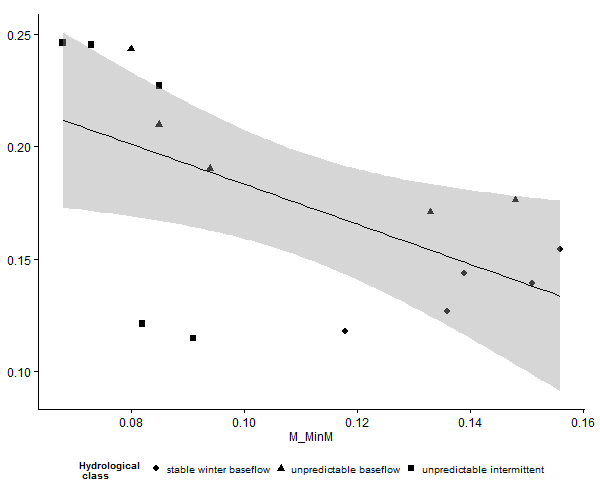 0.25
0.20
0.15
0.10
0.08 0.10 0.12 0.14 0.16
M_MinM
Hydrological
class
stable winter baseflow unpredictable baseflow unpredictable intermittent